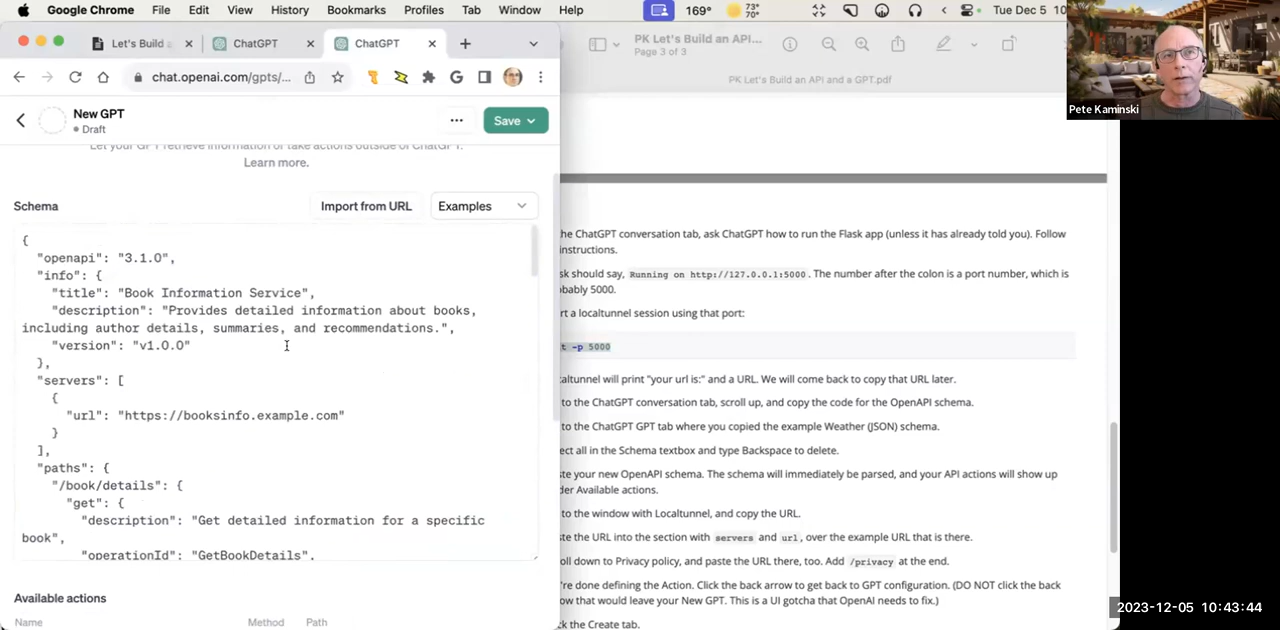 Google Chrome File Edit View History Bookmarks Profiles Tab Window Help 169° 73° 70° Tue Dec 5 10
Let's Build a
ChatGPT
ChatGPT
PK Let's Build an API...
Page 3 of 3
chat.openai.com/gpts/...
PK Let's Build an API and a GPT.pdf
Pete Kaminski
New GPT
Draft
Save
Let your GPT retrieve information or take actions outside of ChatGPT.
Learn more.
Schema
Import from URL
Examples
{
"openapi": "3.1.0",
"info": {
"title": "Book Information Service",
"description": "Provides detailed information about books,
including author details, summaries, and recommendations.",
"version": "v1.0.0"
},
"servers": [
{
"url": "https://booksinfo.example.com"
}
],
"paths": {
"/book/details": {
"get": {
"description": "Get detailed information for a specific
book",
"operationId": "GetBookDetails",
Available actions
Name Method Path
the ChatGPT conversation tab, ask ChatGPT how to run the Flask app (unless it has already told you). Follow
instructions.
sk should say, Running on http://127.0.0.1:5000. The number after the colon is a port number, which is
bably 5000.
rt a localtunnel session using that port:
t -p 5000
caltunnel will print "your url is:" and a URL. We will come back to copy that URL later.
to the ChatGPT conversation tab, scroll up, and copy the code for the OpenAPI schema.
to the ChatGPT GPT tab where you copied the example Weather (JSON) schema.
ect all in the Schema textbox and type Backspace to delete.
ste your new OpenAPI schema. The schema will immediately be parsed, and your API actions will show up
der Available actions.
to the window with Localtunnel, and copy the URL.
ste the URL into the section with servers and url, over the example URL that is there.
oll down to Privacy policy, and paste the URL there, too. Add /privacy at the end.
're done defining the Action. Click the back arrow to get back to GPT configuration. (DO NOT click the back
ow that would leave your New GPT. This is a UI gotcha that OpenAI needs to fix.)
ck the Create tab.
2023-12-05 10:43:44